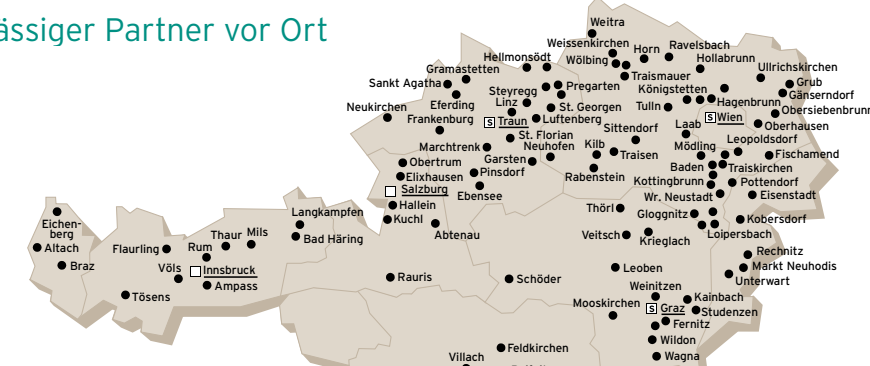 ässiger Partner vor Ort
Weitra
Weissenkirchen
Horn
Ravelsbach
Hellmonsödt
Wölbing
Hollabrunn
Gramastetten
Ullrichskirchen
Traismauer
Sankt Agatha
Pregarten
Grub
Steyregg
Königstetten
Gänserndorf
Neukirchen
Eferding
Linz
St. Georgen
Tulln
Hagenbrunn
Obersiebenbrunn
Frankenburg
S Traun
Luftenberg
S Wien
Sittendorf
Laab
Oberhausen
St. Florian
Leopoldsdorf
Marchtrenk
Neuhofen
Kilb
Mödling
Obertrum
Garsten
Traisen
Fischamend
Elixhausen
Pinsdorf
Baden
Traiskirchen
Rabenstein
Kottingbrunn
Pottendorf
Salzburg
Ebensee
Wr. Neustadt
Eisenstadt
Hallein
Thörl
Langkampfen
Kuchl
Gloggnitz
Kobersdorf
Eichen-
berg
Abtenau
Thaur
Mils
Bad Häring
Veitsch
Krieglach
Loipersbach
Altach
Flaurling
Rum
Rechnitz
Braz
Völs
Innsbruck
Rauris
Schöder
Leoben
Markt Neuhodis
Unterwart
Ampass
Weinitzen
Tösens
Mooskirchen
Kainbach
S Graz
Studenzen
Fernitz
Wildon
Feldkirchen
Villach
Wagna